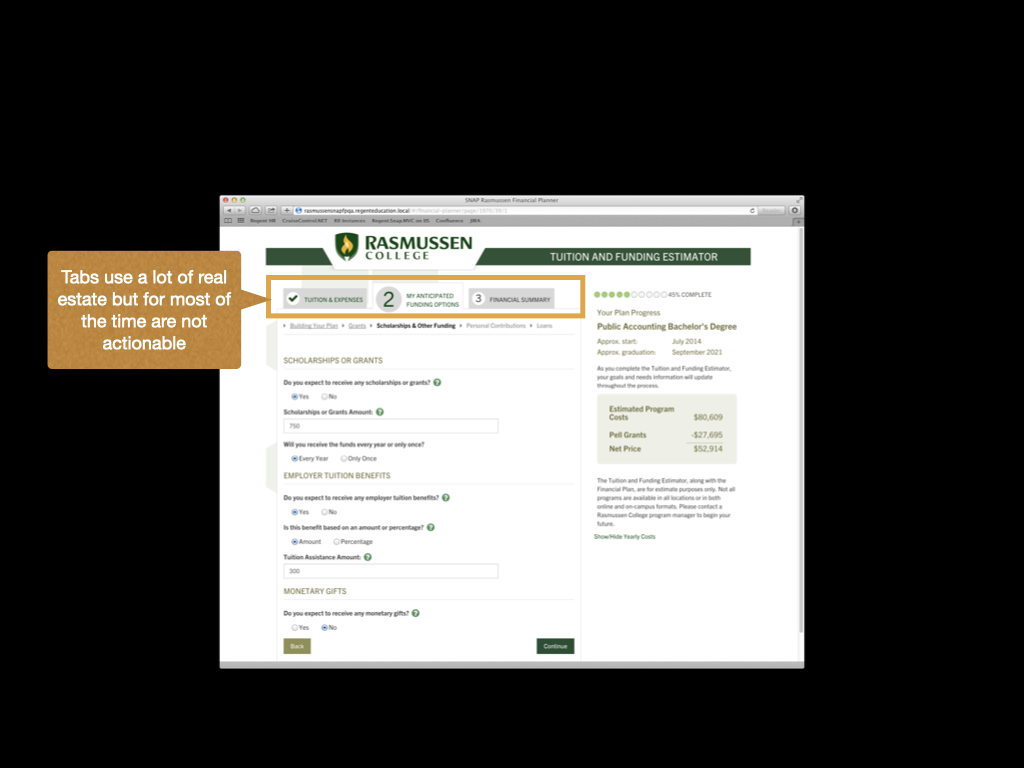 SNAP Rasmussen Financial Planner
rasmussensnapfpqa.regenteducation.local
Reader
Regent HR CruiseControl.NET RX Instances Regent.Snap.MVC on XS Confluence JIRA
RASMUSSEN
COLLEGE
TUITION AND FUNDING ESTIMATOR
Tabs use a lot of real
estate but for most of
the time are not
actionable
TUITION & EXPENSES
2
MY ANTICIPATED
FUNDING OPTIONS
3 FINANCIAL SUMMARY
Building Your Plan Grants Scholarships & Other Funding Personal Contributions Loans
SCHOLARSHIPS OR GRANTS
Do you expect to receive any scholarships or grants? ?
Yes No
Scholarships or Grants Amount: ?
750
Will you receive the funds every year or only once?
Every Year Only Once
EMPLOYER TUITION BENEFITS
Do you expect to receive any employer tuition benefits? ?
Yes No
Is this benefit based on an amount or percentage? ?
Amount Percentage
Tuition Assistance Amount: ?
300
MONETARY GIFTS
Do you expect to receive any monetary gifts? ?
Yes No
Back
Continue
45% COMPLETE
Your Plan Progress
Public Accounting Bachelor's Degree
Approx. start: July 2014
Approx. graduation: September 2021
As you complete the Tuition and Funding Estimator,
your goals and needs information will update
throughout the process.
Estimated Program
Costs $80,609
Pell Grants -$27,695
Net Price $52,914
The Tuition and Funding Estimator, along with the
Financial Plan, are for estimate purposes only. Not all
programs are available in all locations or in both
online and on-campus formats. Please contact a
Rasmussen College program manager to begin your
future.
Show/Hide Yearly Costs